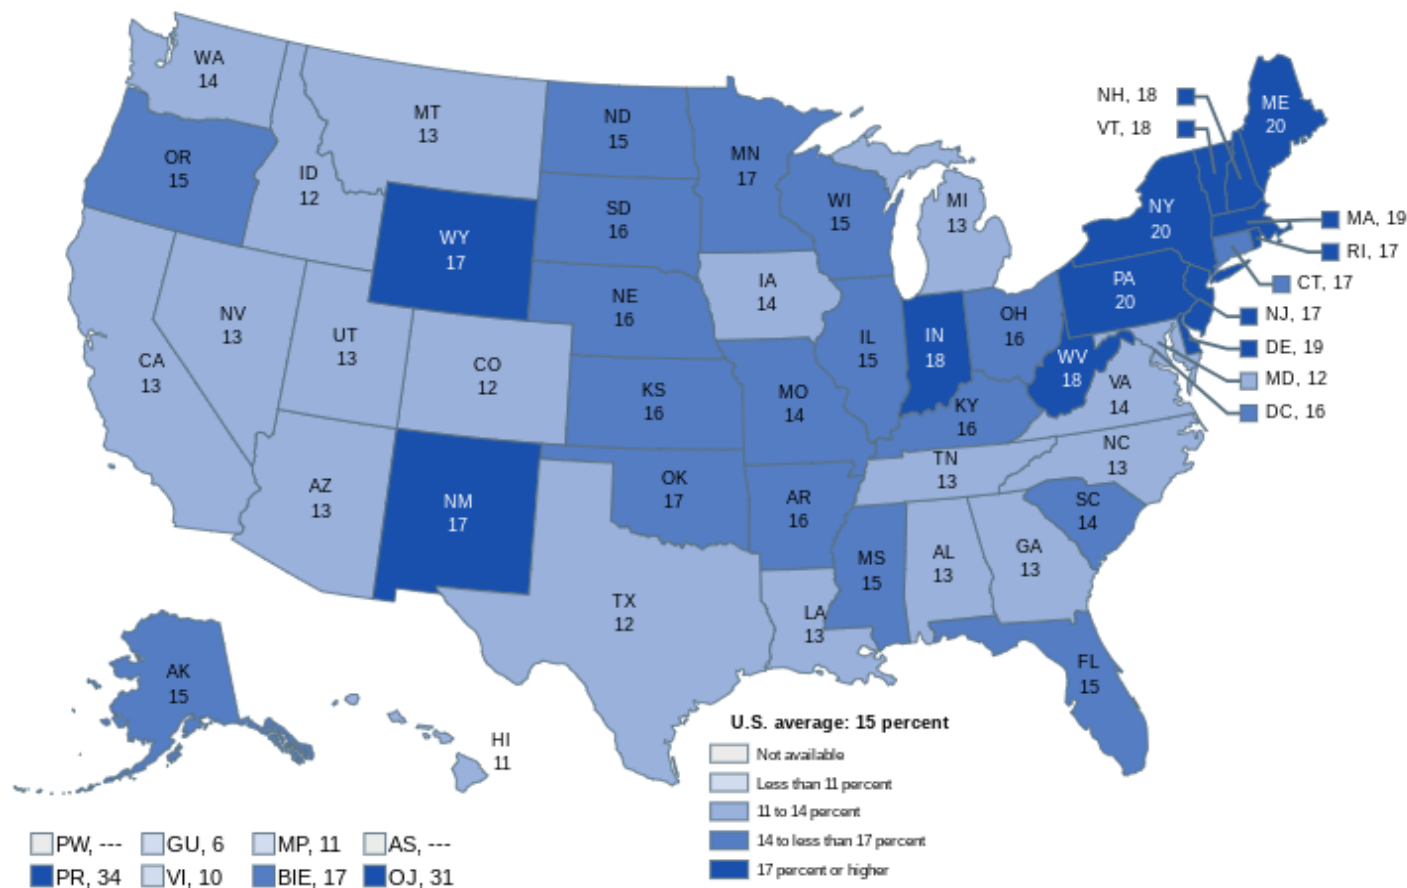 WA
14
MT
13
ND
15
MN
17
NH, 18
VT, 18
ME
20
OR
15
ID
12
WY
17
SD
16
WI
15
MI
13
NY
20
MA, 19
RI, 17
CT, 17
NV
13
UT
13
CO
12
NE
16
IA
14
IL
15
IN
18
OH
16
PA
20
NJ, 17
DE, 19
MD, 12
DC, 16
CA
13
KS
16
MO
14
KY
16
WV
18
VA
14
AZ
13
NM
17
OK
17
AR
16
TN
13
NC
13
SC
14
TX
12
LA
13
MS
15
AL
13
GA
13
FL
15
AK
15
HI
11
U.S. average: 15 percent
Not available
Less than 11 percent
11 to 14 percent
14 to less than 17 percent
17 percent or higher
PW, --- GU, 6 MP, 11 AS, ---
PR, 34 VI, 10 BIE, 17 OJ, 31